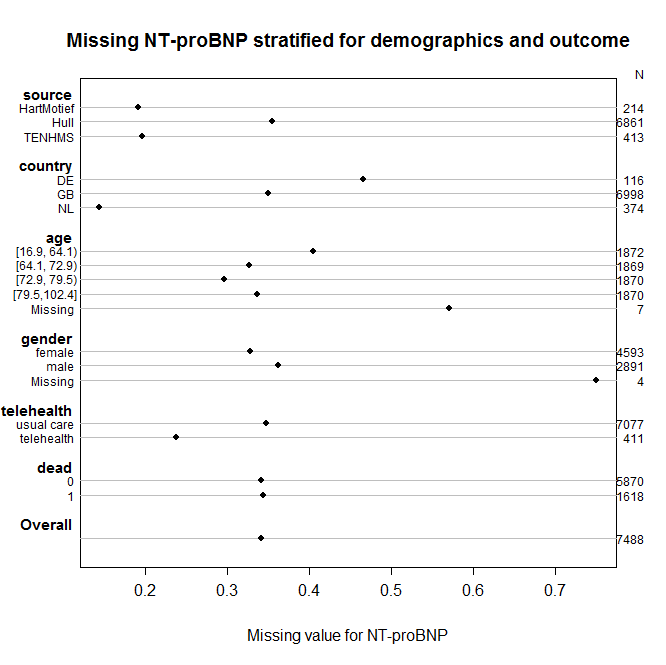 Missing NT-proBNP stratified for demographics and outcome
N
source
HartMotief 214
Hull 6861
TENHMS 413
country
DE 116
GB 6998
NL 374
age
[16.9, 64.1) 1872
[64.1, 72.9) 1869
[72.9, 79.5) 1870
[79.5,102.4] 1870
Missing 7
gender
female 4593
male 2891
Missing 4
telehealth
usual care 7077
telehealth 411
dead
0 5870
1 1618
Overall
7488
0.2 0.3 0.4 0.5 0.6 0.7
Missing value for NT-proBNP